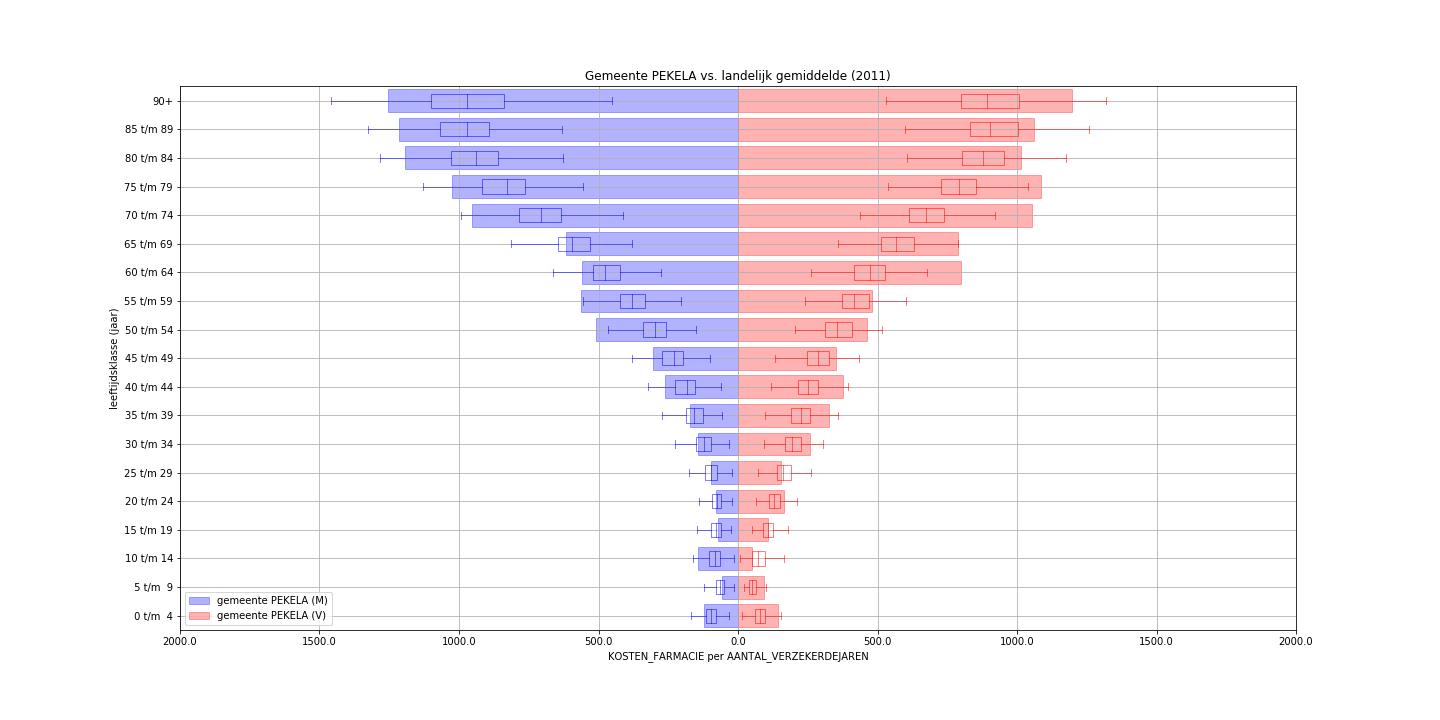 Gemeente PEKELA vs. landelijk gemiddelde (2011)
leeftijdsklasse (jaar)
90+
85 t/m 89
80 t/m 84
75 t/m 79
70 t/m 74
65 t/m 69
60 t/m 64
55 t/m 59
50 t/m 54
45 t/m 49
40 t/m 44
35 t/m 39
30 t/m 34
25 t/m 29
20 t/m 24
15 t/m 19
10 t/m 14
5 t/m 9
0 t/m 4
gemeente PEKELA (M)
gemeente PEKELA (V)
2000.0 1500.0 1000.0 500.0 0.0 500.0 1000.0 1500.0 2000.0
KOSTEN_FARMACIE per AANTAL_VERZEKERDEJAREN